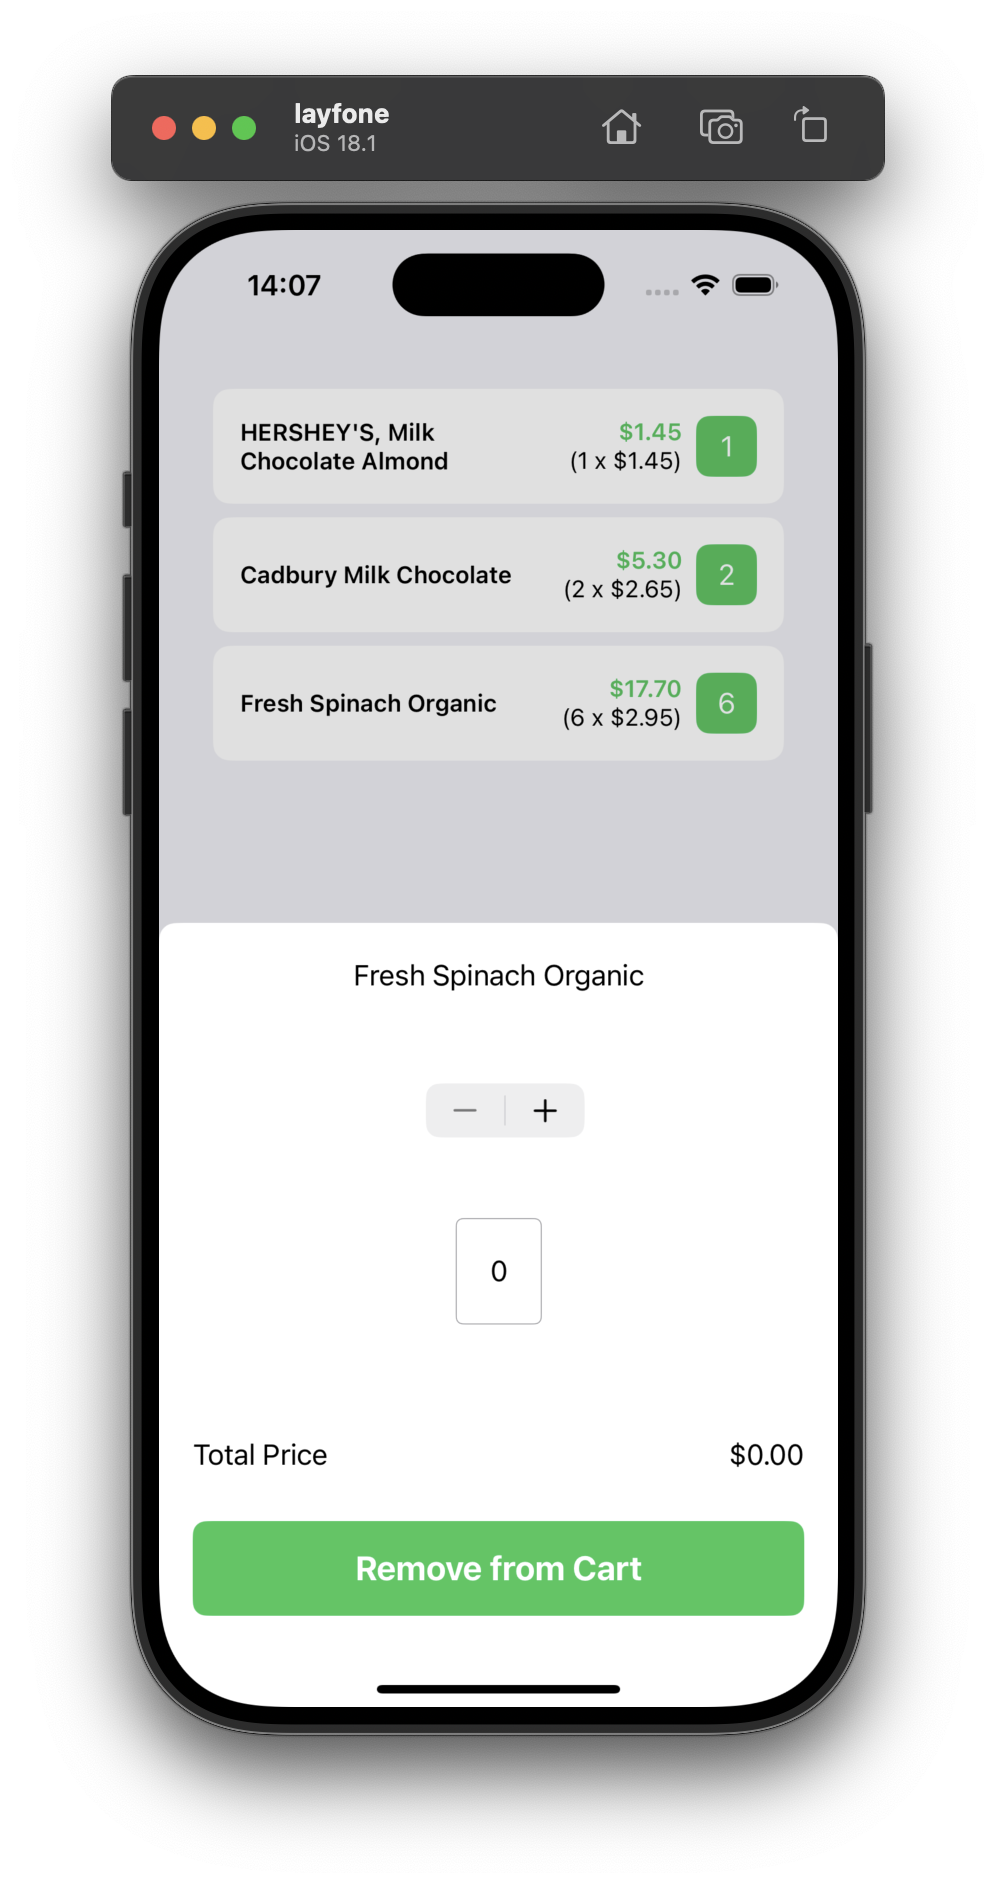 layfone
iOS 18.1
14:07
HERSHEY'S, Milk
Chocolate Almond
$1.45
(1 x $1.45)
1
Cadbury Milk Chocolate
$5.30
(2 x $2.65)
2
Fresh Spinach Organic
$17.70
(6 x $2.95)
6
Fresh Spinach Organic
− +
0
Total Price $0.00
Remove from Cart